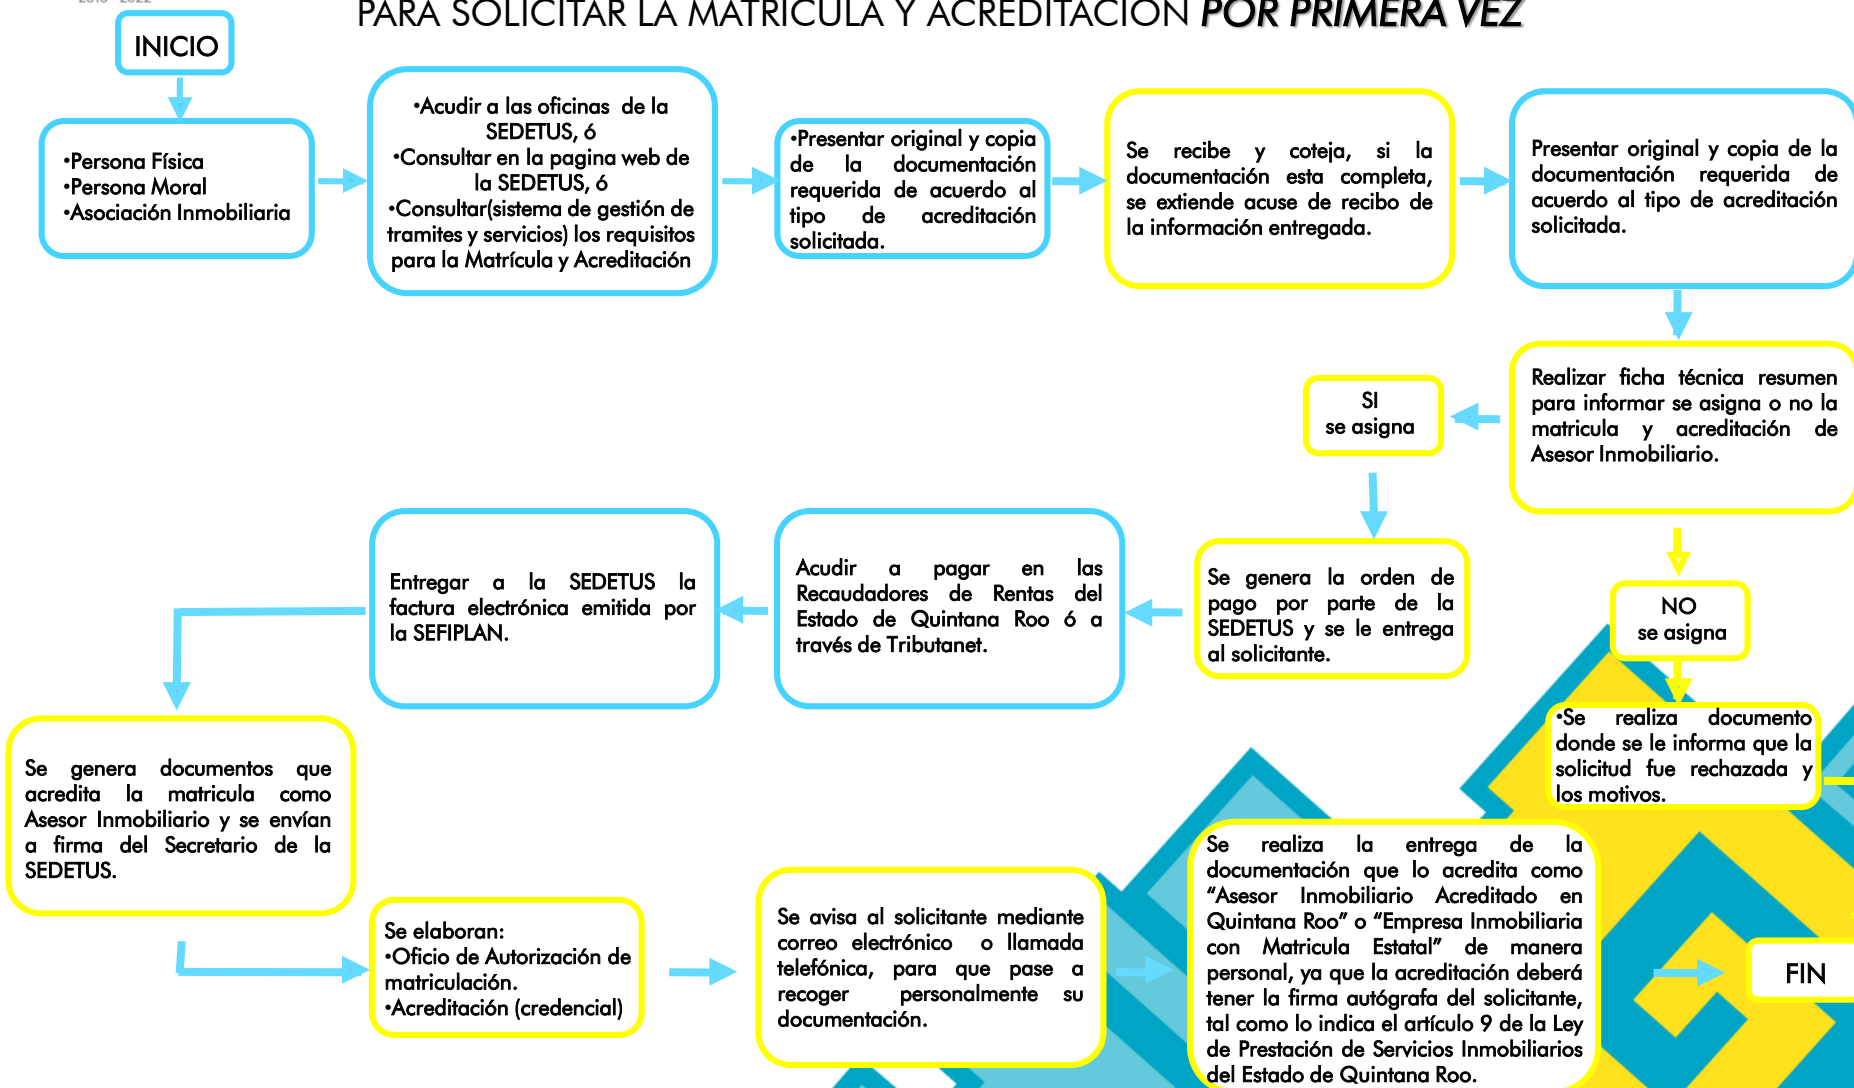 PARA SOLICITAR LA MATRICULA Y ACREDITACIÓN POR PRIMERA VEZ
INICIO
•Persona Física
•Persona Moral
•Asociación Inmobiliaria
•Acudir a las oficinas de la
SEDETUS, ó
•Consultar en la pagina web de
la SEDETUS, ó
•Consultar(sistema de gestión de
tramites y servicios) los requisitos
para la Matrícula y Acreditación
•Presentar original y copia
de la documentación
requerida de acuerdo al
tipo de acreditación
solicitada.
Se recibe y coteja, si la
documentación esta completa,
se extiende acuse de recibo de
la información entregada.
Presentar original y copia de la
documentación requerida de
acuerdo al tipo de acreditación
solicitada.
Realizar ficha técnica resumen
para informar se asigna o no la
matricula y acreditación de
Asesor Inmobiliario.
SI
se asigna
NO
se asigna
•Se realiza documento
donde se le informa que la
solicitud fue rechazada y
los motivos.
Se genera la orden de
pago por parte de la
SEDETUS y se le entrega
al solicitante.
Acudir a pagar en las
Recaudadores de Rentas del
Estado de Quintana Roo ó a
través de Tributanet.
Entregar a la SEDETUS la
factura electrónica emitida por
la SEFIPLAN.
Se genera documentos que
acredita la matricula como
Asesor Inmobiliario y se envían
a firma del Secretario de la
SEDETUS.
Se elaboran:
•Oficio de Autorización de
matriculación.
•Acreditación (credencial)
Se avisa al solicitante mediante
correo electrónico o llamada
telefónica, para que pase a
recoger personalmente su
documentación.
Se realiza la entrega de la
documentación que lo acredita como
“Asesor Inmobiliario Acreditado en
Quintana Roo” o “Empresa Inmobiliaria
con Matricula Estatal” de manera
personal, ya que la acreditación deberá
tener la firma autógrafa del solicitante,
tal como lo indica el artículo 9 de la Ley
de Prestación de Servicios Inmobiliarios
del Estado de Quintana Roo.
FIN